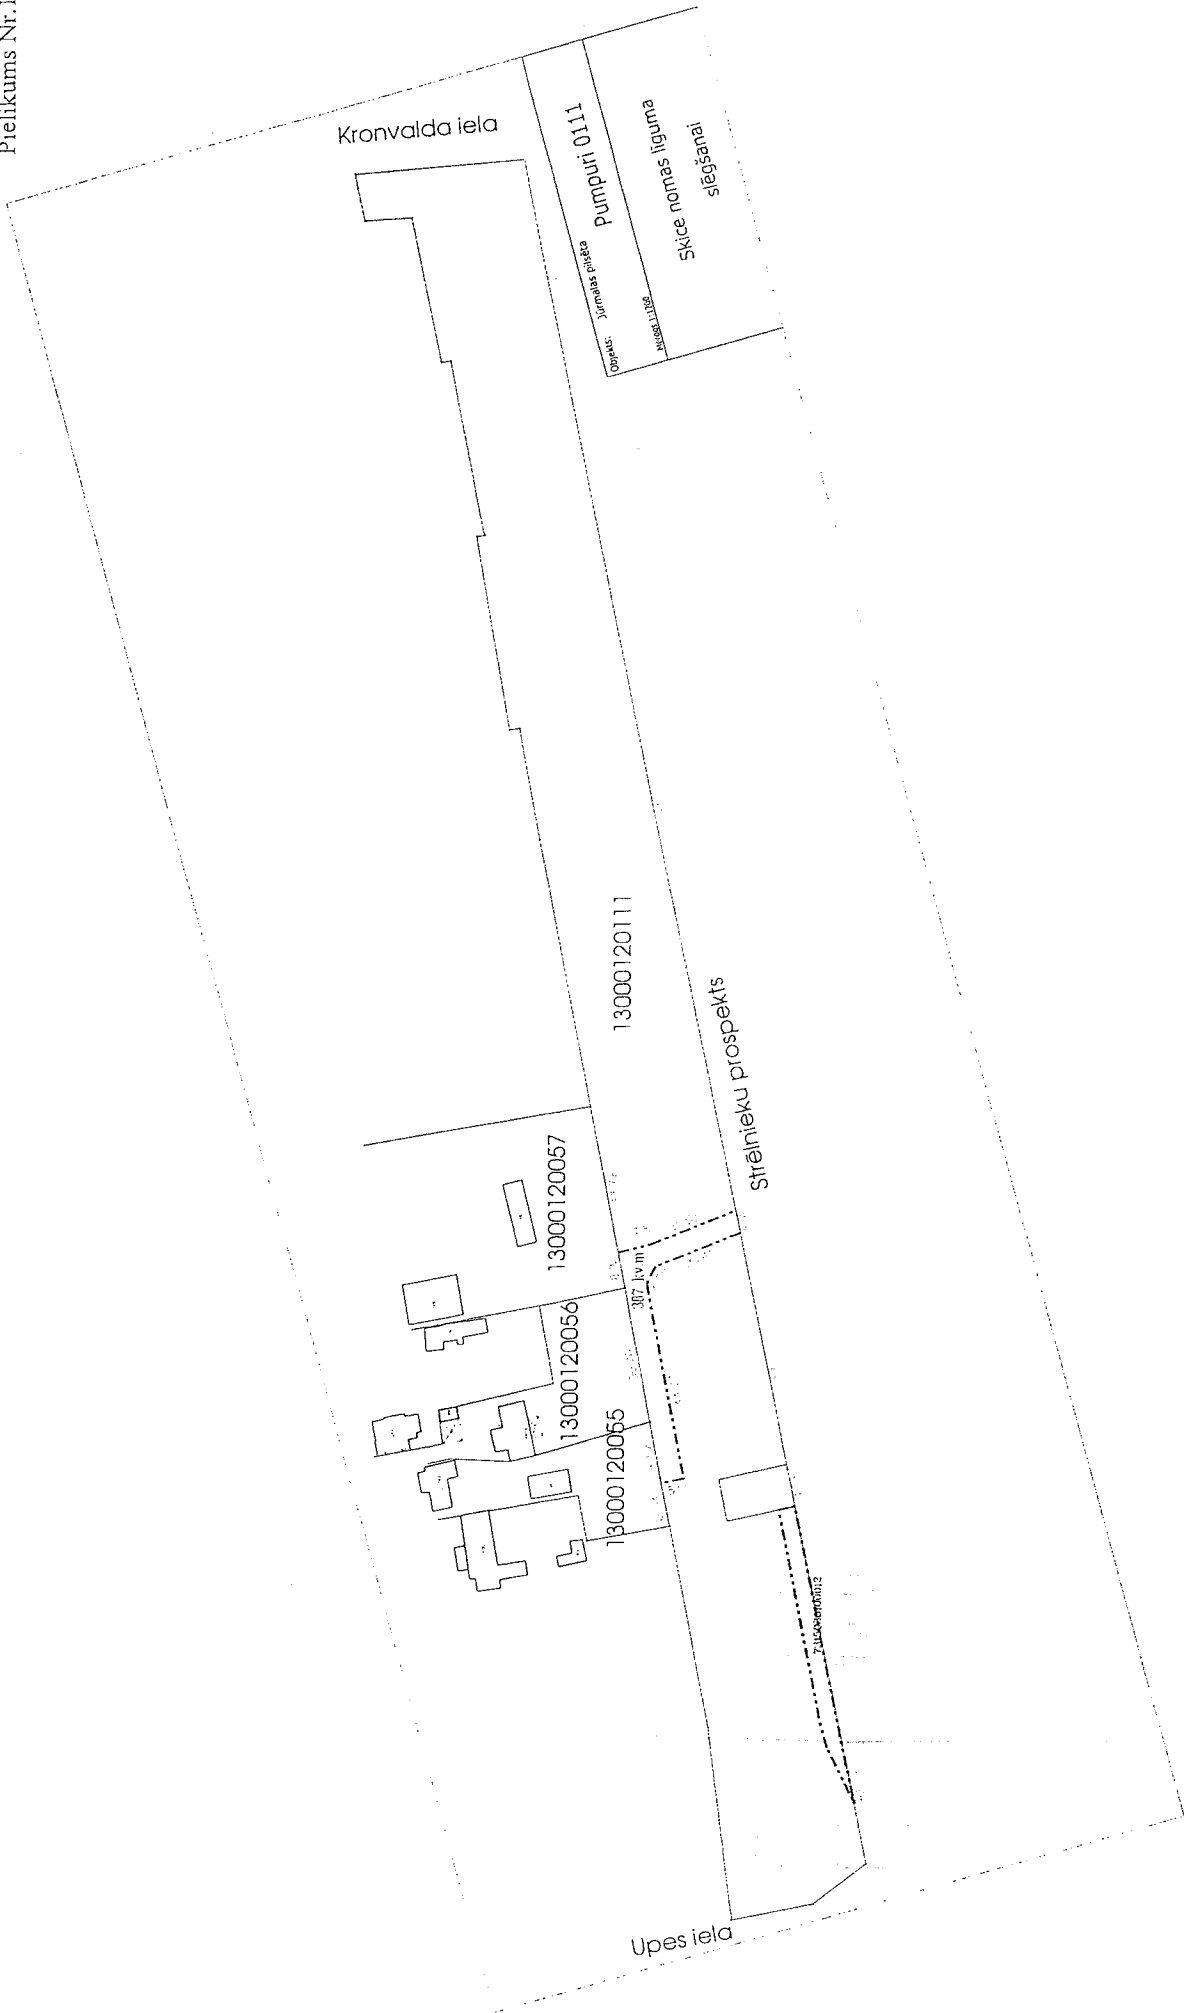 Pielikums Nr.1
Kronvalda iela
Objekts: Jūrmalas pilsēta
Pumpuri 0111
Mērogs 1:1200
Skice nomas līguma
slēgšanai
13000120111
Strēlnieku prospekts
13000120057
307 kv m
13000120056
13000120055
Upes iela